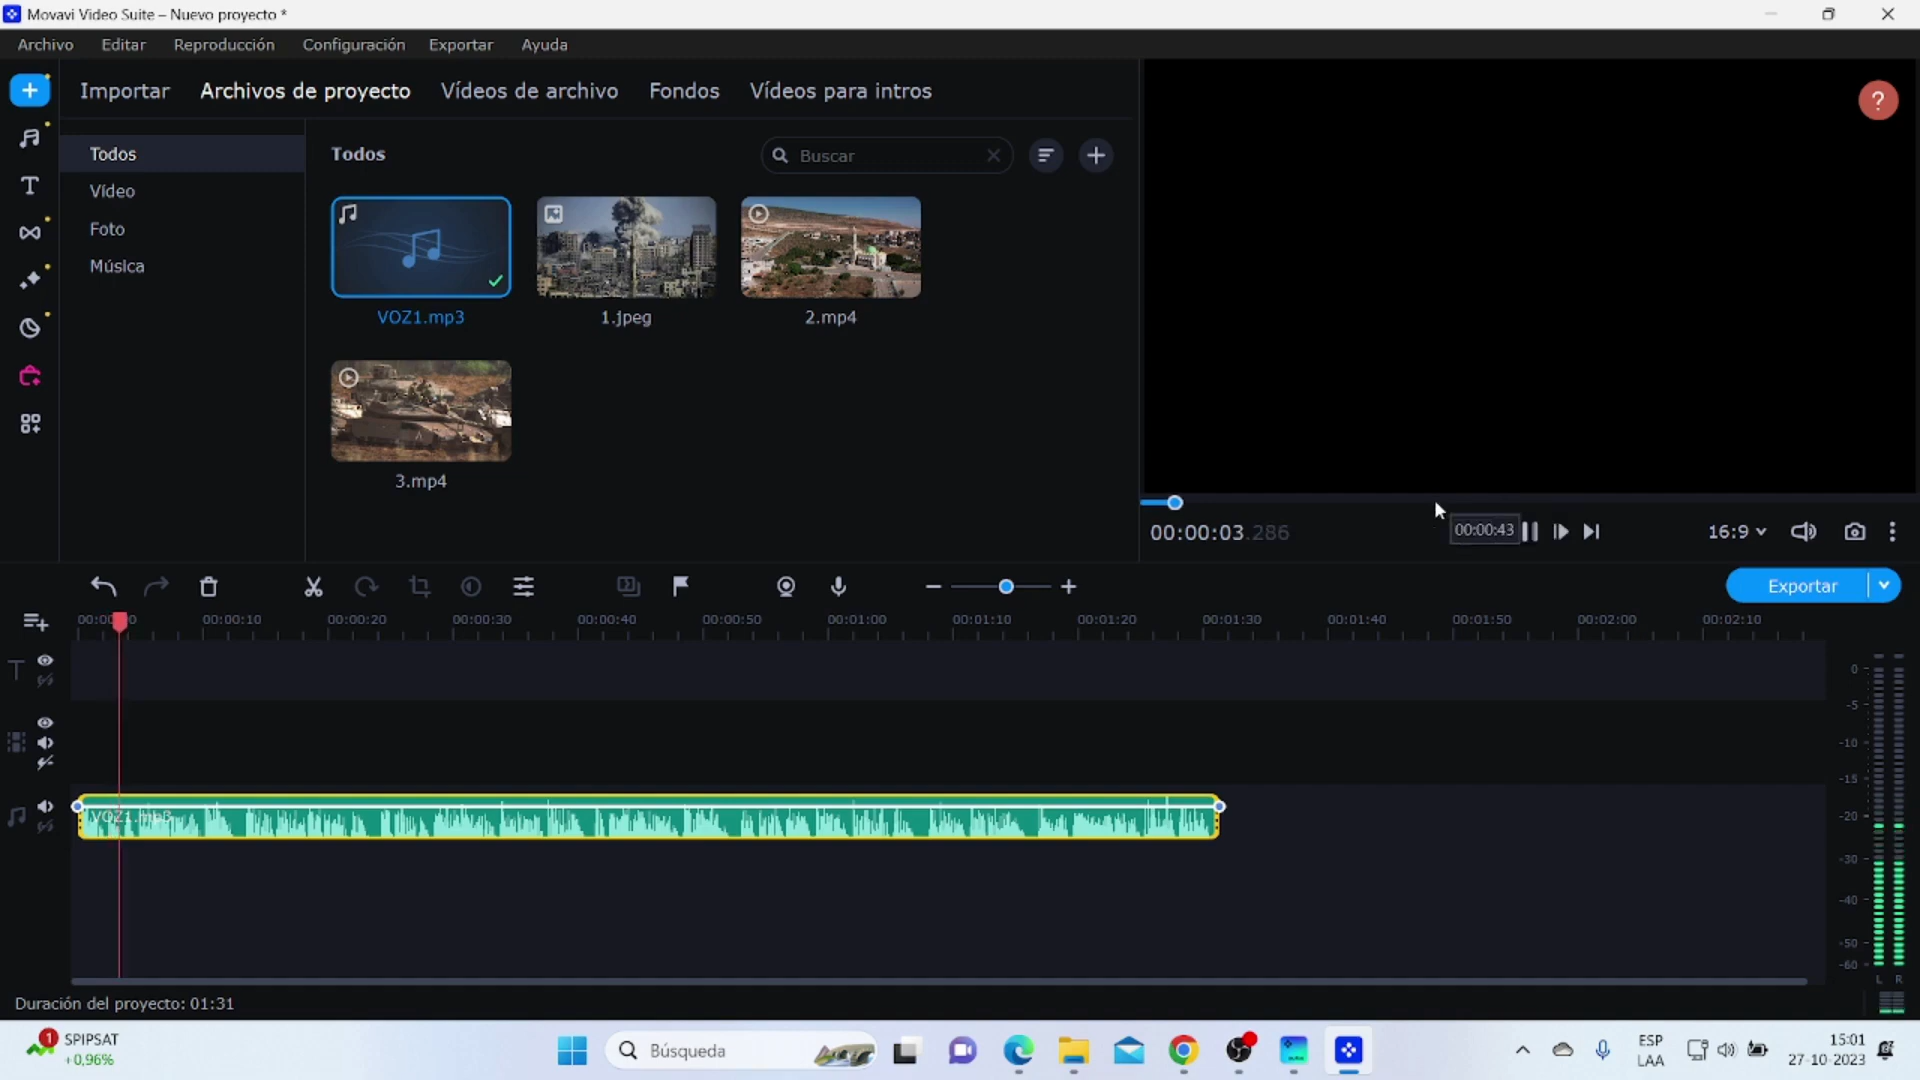 Movavi Video Suite – Nuevo proyecto *
Archivo Editar Reproducción Configuración Exportar Ayuda
Importar Archivos de proyecto Vídeos de archivo Fondos Vídeos para intros
?
Todos
Vídeo
Foto
Música
Todos
Buscar
VOZ1.mp3 1.jpeg 2.mp4
3.mp4
00:00:03.286
00:00:43
16:9
Exportar
00:00:10 00:00:20 00:00:30 00:00:40 00:00:50 00:01:00 00:01:10 00:01:20 00:01:30 00:01:40 00:01:50 00:02:00 00:02:10
T
VOZ1.mp3
0
-5
-10
-15
-20
-30
-40
-50
-60
L R
Duración del proyecto: 01:31
1
SPIPSAT
+0,96%
Búsqueda
ESP
LAA
15:01
27-10-2023